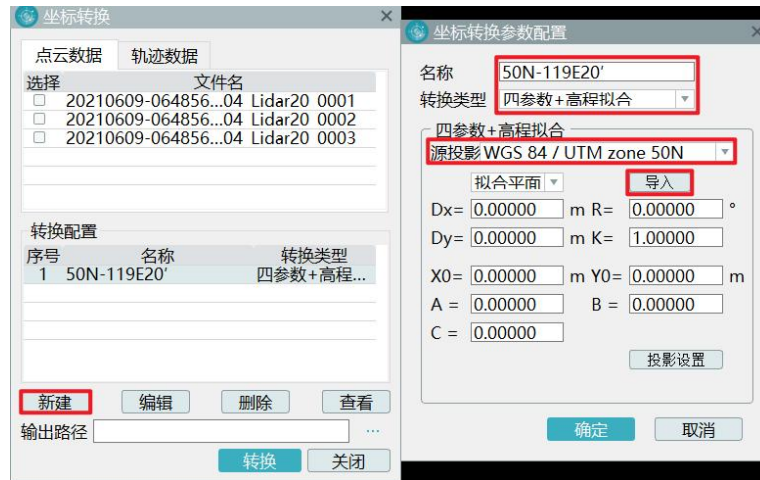 坐标转换
点云数据 轨迹数据
选择 文件名
20210609-064856...04 Lidar20 0001
20210609-064856...04 Lidar20 0002
20210609-064856...04 Lidar20 0003
转换配置
序号 名称 转换类型
1 50N-119E20' 四参数+高程...
新建 编辑 删除 查看
输出路径 ...
转换 关闭
坐标转换参数配置
名称 50N-119E20'
转换类型 四参数+高程拟合
四参数+高程拟合
源投影 WGS 84 / UTM zone 50N
拟合平面 导入
Dx= 0.00000 m R= 0.00000 °
Dy= 0.00000 m K= 1.00000
X0= 0.00000 m Y0= 0.00000 m
A = 0.00000 B = 0.00000
C = 0.00000
投影设置
确定 取消